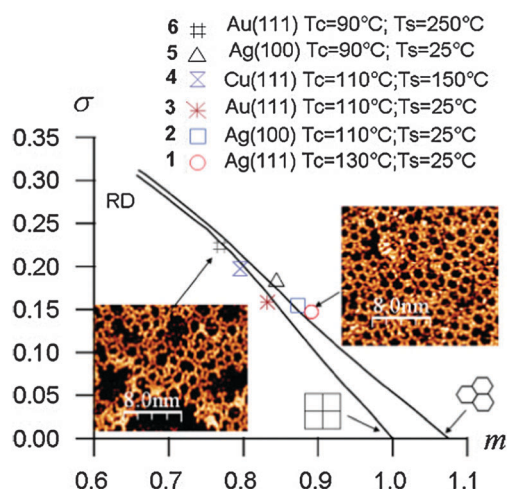 6 Au(111) Tc=90°C; Ts=250°C
5 Ag(100) Tc=90°C; Ts=25°C
4 Cu(111) Tc=110°C;Ts=150°C
3 Au(111) Tc=110°C;Ts=25°C
2 Ag(100) Tc=110°C;Ts=25°C
1 Ag(111) Tc=130°C;Ts=25°C
σ
0.35
0.30
RD
0.25
0.20
0.15
8.0nm
0.10
8.0nm
0.05
0.00
m
0.6 0.7 0.8 0.9 1.0 1.1